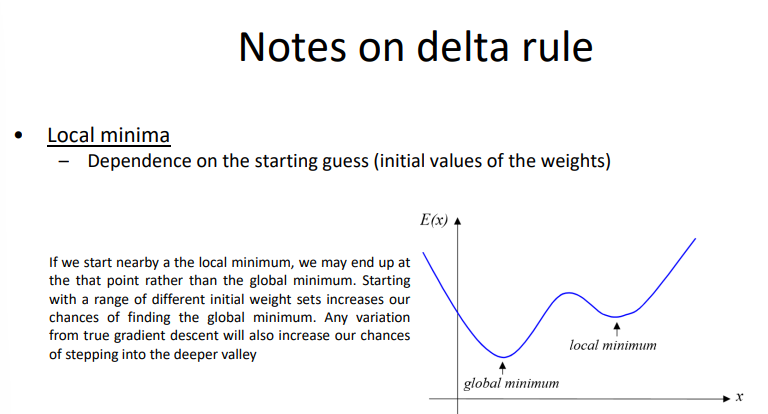 Notes on delta rule
• Local minima
– Dependence on the starting guess (initial values of the weights)
If we start nearby a the local minimum, we may end up at
the that point rather than the global minimum. Starting
with a range of different initial weight sets increases our
chances of finding the global minimum. Any variation
from true gradient descent will also increase our chances
of stepping into the deeper valley
E(x)
local minimum
global minimum
x